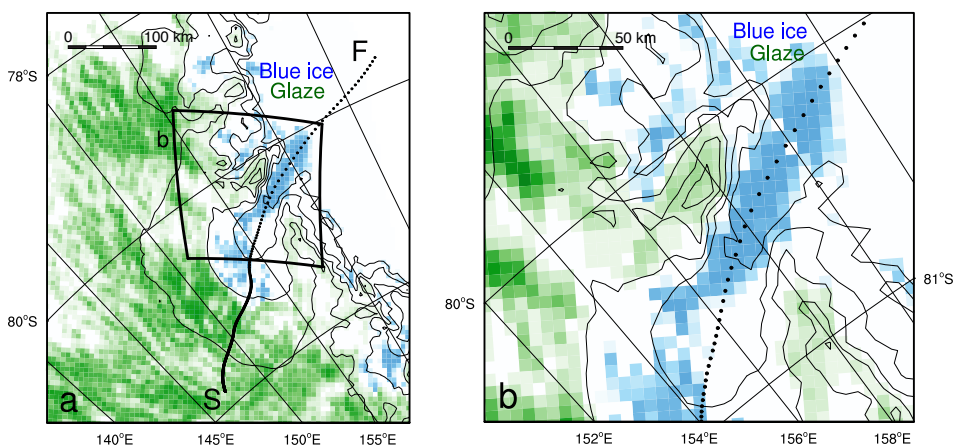 0 100 km
F
Blue ice
Glaze
78°S
b
80°S
S
a
140°E 145°E 150°E 155°E
0 50 km
Blue ice
Glaze
81°S
80°S
b
152°E 154°E 156°E 158°E